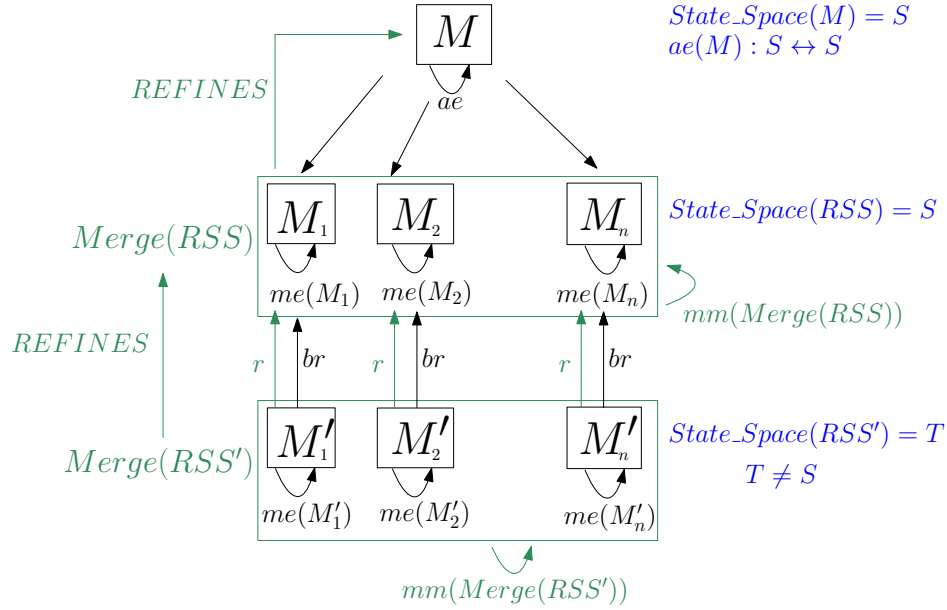 M
State_Space(M) = S
ae(M) : S ↔ S
REFINES
ae
M₁
M₂
Mₙ
State_Space(RSS) = S
Merge(RSS)
me(M₁)
me(M₂)
me(Mₙ)
mm(Merge(RSS))
REFINES
r
br
r
br
r
br
M′₁
M′₂
M′ₙ
State_Space(RSS′) = T
Merge(RSS′)
T ≠ S
me(M′₁)
me(M′₂)
me(M′ₙ)
mm(Merge(RSS′))